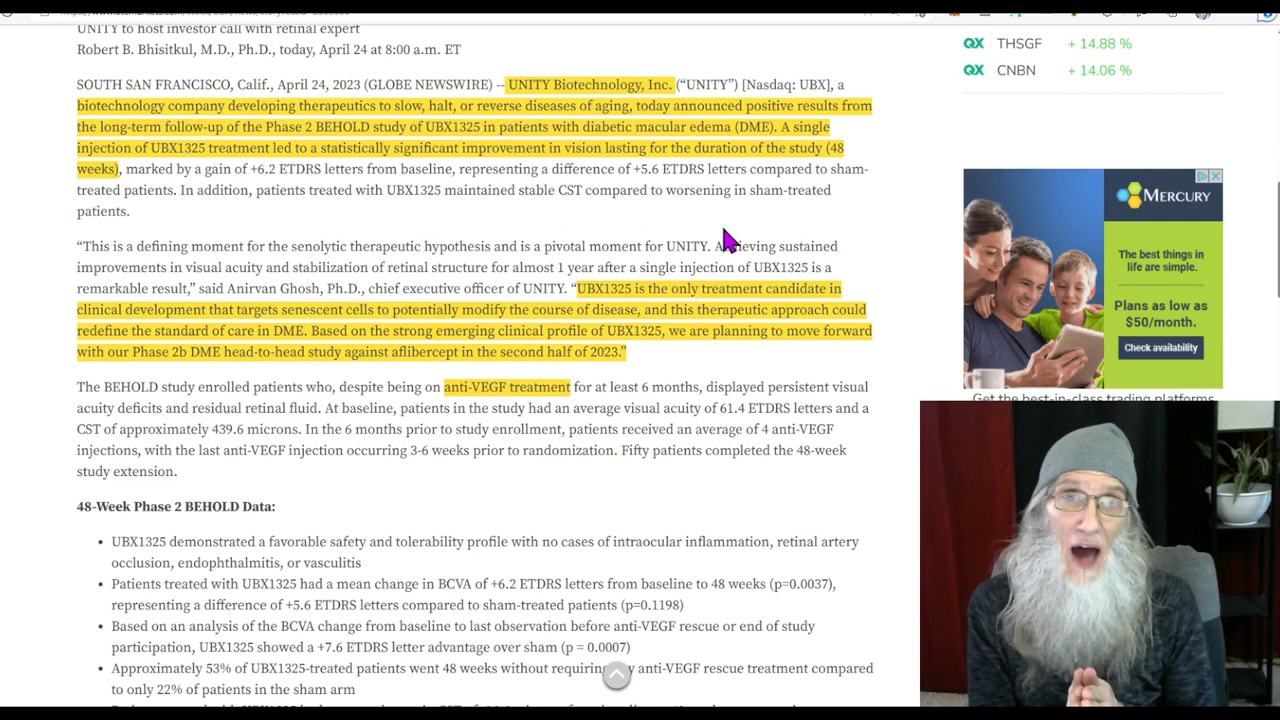 UNITY to host investor call with retinal expert
Robert B. Bhisitkul, M.D., Ph.D., today, April 24 at 8:00 a.m. ET
SOUTH SAN FRANCISCO, Calif., April 24, 2023 (GLOBE NEWSWIRE) -- UNITY Biotechnology, Inc. (“UNITY”) [Nasdaq: UBX], a
biotechnology company developing therapeutics to slow, halt, or reverse diseases of aging, today announced positive results from
the long-term follow-up of the Phase 2 BEHOLD study of UBX1325 in patients with diabetic macular edema (DME). A single
injection of UBX1325 treatment led to a statistically significant improvement in vision lasting for the duration of the study (48
weeks), marked by a gain of +6.2 ETDRS letters from baseline, representing a difference of +5.6 ETDRS letters compared to sham-
treated patients. In addition, patients treated with UBX1325 maintained stable CST compared to worsening in sham-treated
patients.
“This is a defining moment for the senolytic therapeutic hypothesis and is a pivotal moment for UNITY. Achieving sustained
improvements in visual acuity and stabilization of retinal structure for almost 1 year after a single injection of UBX1325 is a
remarkable result,” said Anirvan Ghosh, Ph.D., chief executive officer of UNITY. “UBX1325 is the only treatment candidate in
clinical development that targets senescent cells to potentially modify the course of disease, and this therapeutic approach could
redefine the standard of care in DME. Based on the strong emerging clinical profile of UBX1325, we are planning to move forward
with our Phase 2b DME head-to-head study against aflibercept in the second half of 2023.”
The BEHOLD study enrolled patients who, despite being on anti-VEGF treatment for at least 6 months, displayed persistent visual
acuity deficits and residual retinal fluid. At baseline, patients in the study had an average visual acuity of 61.4 ETDRS letters and a
CST of approximately 439.6 microns. In the 6 months prior to study enrollment, patients received an average of 4 anti-VEGF
injections, with the last anti-VEGF injection occurring 3-6 weeks prior to randomization. Fifty patients completed the 48-week
study extension.
48-Week Phase 2 BEHOLD Data:
• UBX1325 demonstrated a favorable safety and tolerability profile with no cases of intraocular inflammation, retinal artery
occlusion, endophthalmitis, or vasculitis
• Patients treated with UBX1325 had a mean change in BCVA of +6.2 ETDRS letters from baseline to 48 weeks (p=0.0037),
representing a difference of +5.6 ETDRS letters compared to sham-treated patients (p=0.1198)
• Based on an analysis of the BCVA change from baseline to last observation before anti-VEGF rescue or end of study
participation, UBX1325 showed a +7.6 ETDRS letter advantage over sham (p = 0.0007)
• Approximately 53% of UBX1325-treated patients went 48 weeks without requiring anti-VEGF rescue treatment compared
to only 22% of patients in the sham arm
QX THSGF + 14.88 %
QX CNBN + 14.06 %
MERCURY
The best things in
life are simple.
Plans as low as
$50/month.
Check availability
Get the best-in-class trading platforms